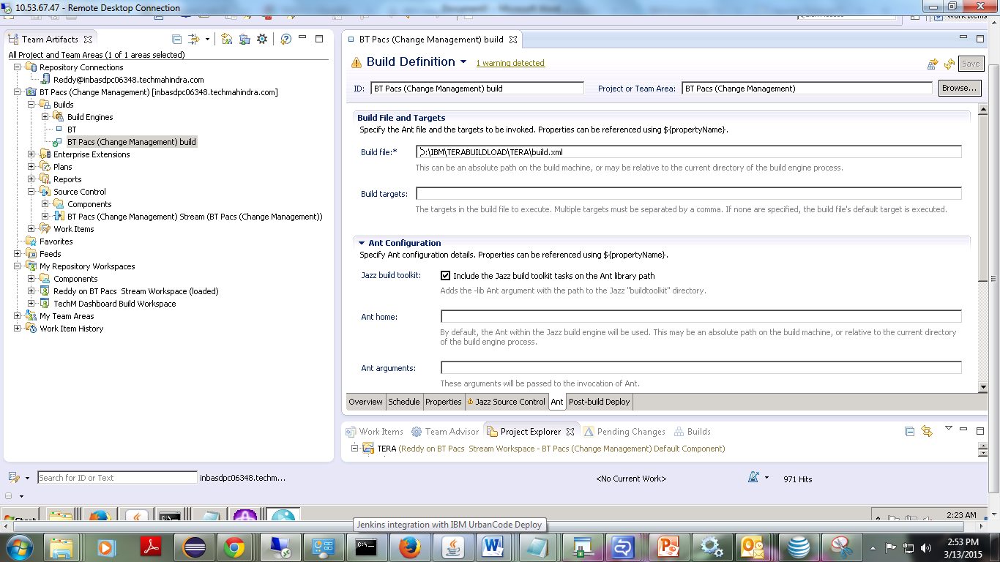 10.53.67.47 - Remote Desktop Connection
Work Items
Team Artifacts
All Project and Team Areas (1 of 1 areas selected)
Repository Connections
Reddy@inbasdpc06348.techmahindra.com
BT Pacs (Change Management) [inbasdpc06348.techmahindra.com]
Builds
Build Engines
BT
BT Pacs (Change Management) build
Enterprise Extensions
Plans
Reports
Source Control
Components
BT Pacs (Change Management) Stream (BT Pacs (Change Management))
Work Items
Favorites
Feeds
My Repository Workspaces
Components
Reddy on BT Pacs Stream Workspace (loaded)
TechM Dashboard Build Workspace
My Team Areas
Work Item History
BT Pacs (Change Management) build
Build Definition
1 warning detected
Save
ID: BT Pacs (Change Management) build
Project or Team Area: BT Pacs (Change Management)
Browse...
Build File and Targets
Specify the Ant file and the targets to be invoked. Properties can be referenced using ${propertyName}.
Build file:* D:\IBM\TERABUILDLOAD\TERA\build.xml
This can be an absolute path on the build machine, or may be relative to the current directory of the build engine process.
Build targets:
The targets in the build file to execute. Multiple targets must be separated by a comma. If none are specified, the build file's default target is executed.
Ant Configuration
Specify Ant configuration details. Properties can be referenced using ${propertyName}.
Jazz build toolkit: Include the Jazz build toolkit tasks on the Ant library path
Adds the -lib Ant argument with the path to the Jazz "buildtoolkit" directory.
Ant home:
By default, the Ant within the Jazz build engine will be used. This may be an absolute path on the build machine, or relative to the current directory
of the build engine process.
Ant arguments:
These arguments will be passed to the invocation of Ant.
Overview Schedule Properties Jazz Source Control Ant Post-build Deploy
Work Items Team Advisor Project Explorer Pending Changes Builds
TERA (Reddy on BT Pacs Stream Workspace - BT Pacs (Change Management) Default Component)
Search for ID or Text
inbasdpc06348.techm...
<No Current Work>
971 Hits
Start
2:23 AM
Jenkins integration with IBM UrbanCode Deploy
2:53 PM
3/13/2015